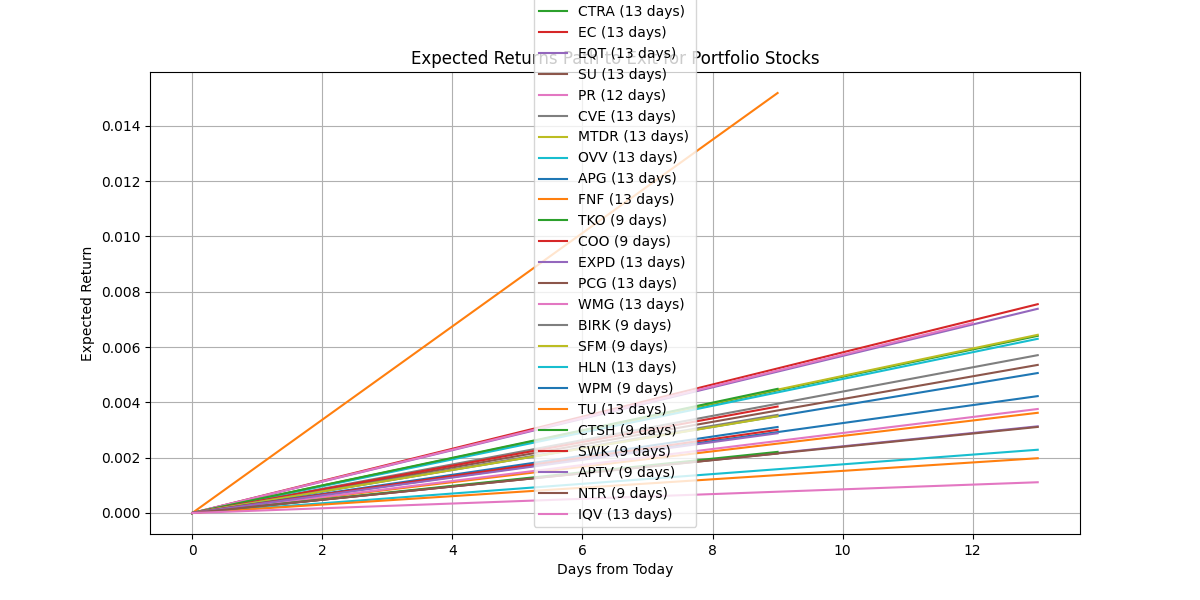 CTRA (13 days)
EC (13 days)
Expected Returns Path to Exit for Portfolio Stocks
EQT (13 days)
SU (13 days)
PR (12 days)
CVE (13 days)
MTDR (13 days)
OVV (13 days)
APG (13 days)
FNF (13 days)
TKO (9 days)
COO (9 days)
EXPD (13 days)
PCG (13 days)
WMG (13 days)
BIRK (9 days)
SFM (9 days)
HLN (13 days)
WPM (9 days)
TU (13 days)
CTSH (9 days)
SWK (9 days)
APTV (9 days)
NTR (9 days)
IQV (13 days)
0.014
0.012
0.010
0.008
0.006
0.004
0.002
0.000
Expected Return
0 2 4 6 8 10 12
Days from Today